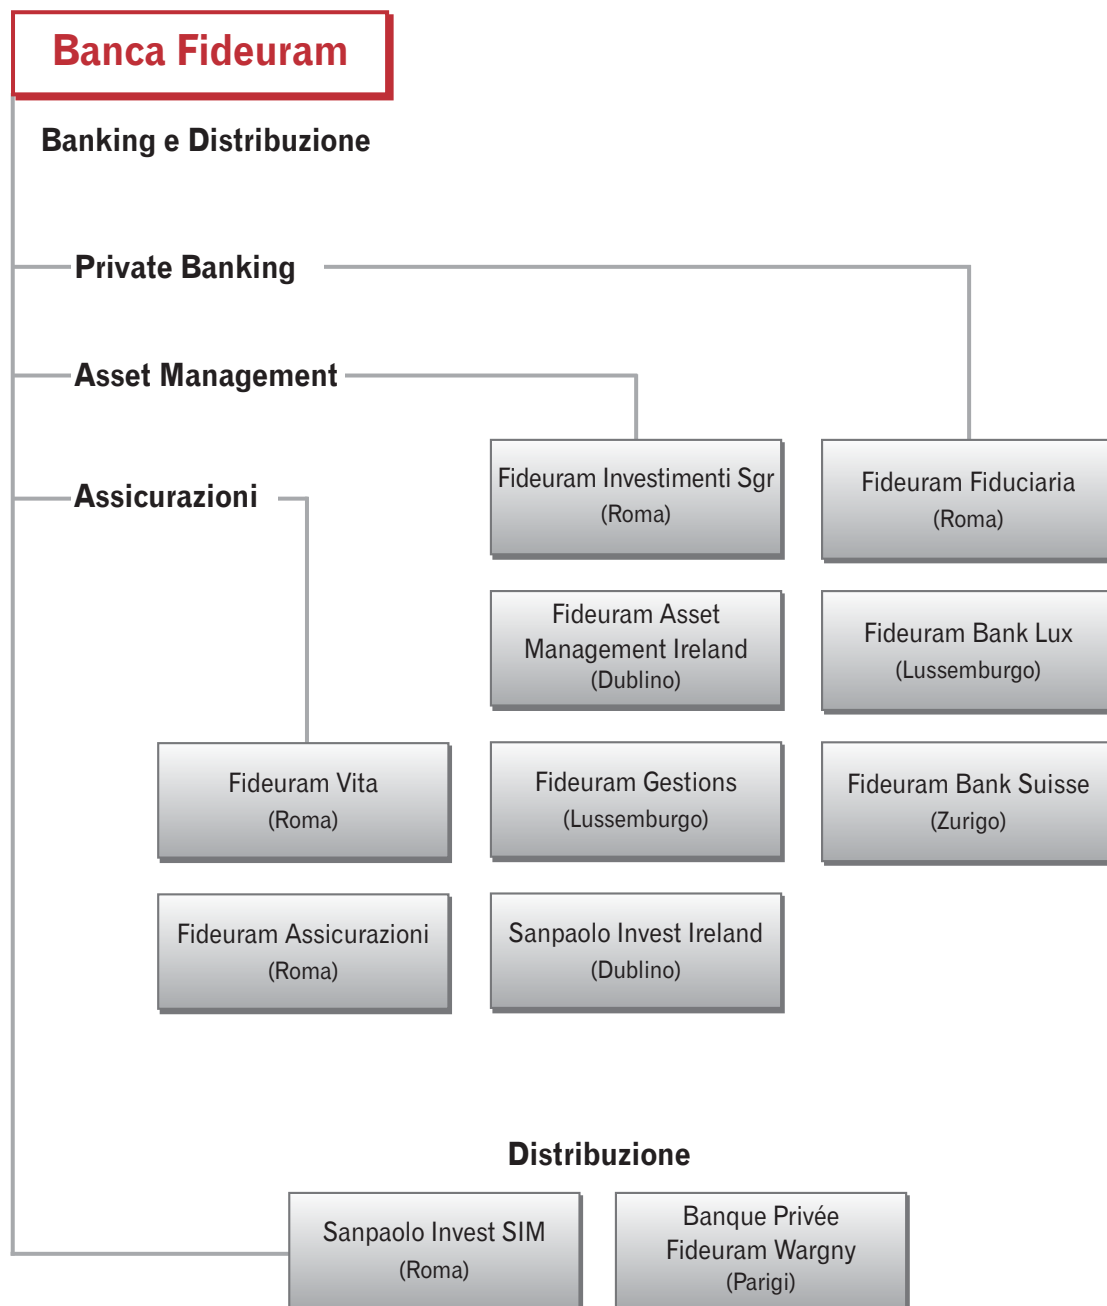 Banca Fideuram
Banking e Distribuzione
Private Banking
Asset Management
Assicurazioni
Fideuram Investimenti Sgr
(Roma)
Fideuram Fiduciaria
(Roma)
Fideuram Asset
Management Ireland
(Dublino)
Fideuram Bank Lux
(Lussemburgo)
Fideuram Vita
(Roma)
Fideuram Gestions
(Lussemburgo)
Fideuram Bank Suisse
(Zurigo)
Fideuram Assicurazioni
(Roma)
Sanpaolo Invest Ireland
(Dublino)
Distribuzione
Sanpaolo Invest SIM
(Roma)
Banque Privée
Fideuram Wargny
(Parigi)